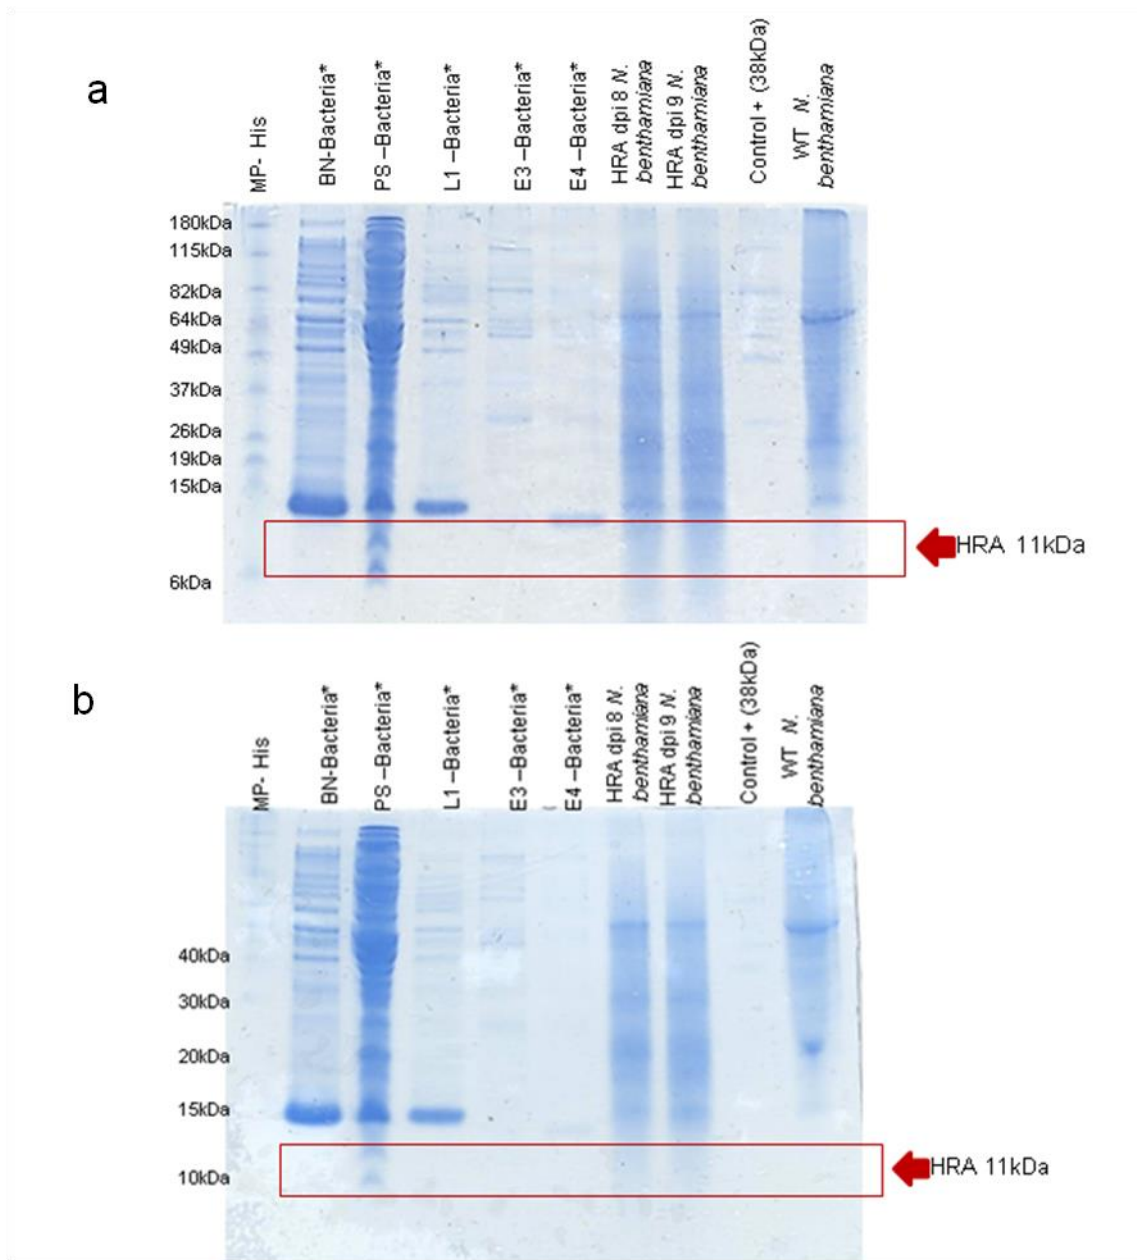 a
MP- His
BN-Bacteria*
PS –Bacteria*
L1 –Bacteria*
E3 –Bacteria*
E4 –Bacteria*
HRA dpi 8 N.
benthamiana
HRA dpi 9 N.
benthamiana
Control + (38kDa)
WT N.
benthamiana
180kDa
115kDa
82kDa
64kDa
49kDa
37kDa
26kDa
19kDa
15kDa
HRA 11kDa
6kDa
b
MP- His
BN-Bacteria*
PS –Bacteria*
L1 –Bacteria*
E3 –Bacteria*
E4 –Bacteria*
HRA dpi 8 N.
benthamiana
HRA dpi 9 N.
benthamiana
Control + (38kDa)
WT N.
benthamiana
40kDa
30kDa
20kDa
15kDa
HRA 11kDa
10kDa